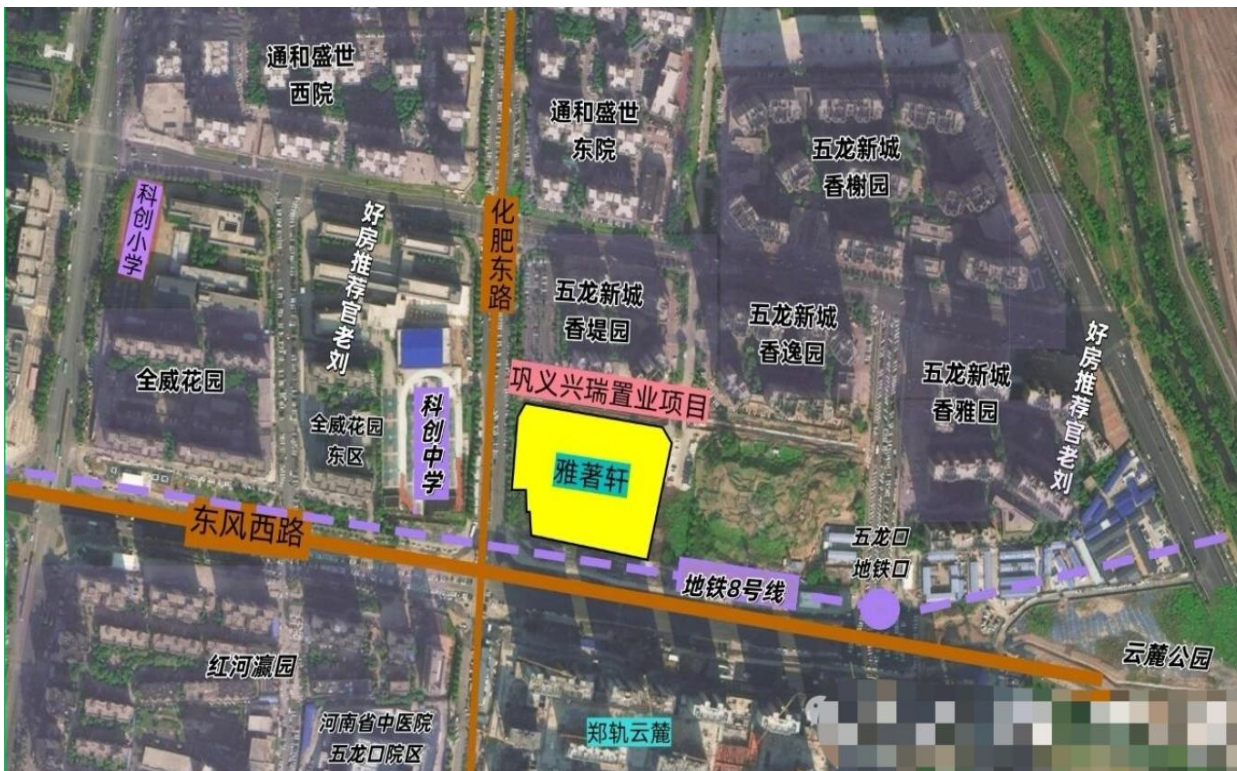 通和盛世
西院
通和盛世
东院
五龙新城
香榭园
科创小学
好房推荐官老刘
化肥东路
五龙新城
香堤园
五龙新城
香逸园
五龙新城
香雅园
好房推荐官老刘
全威花园
全威花园
东区
科创中学
巩义兴瑞置业项目
雅著轩
东风西路
五龙口
地铁口
地铁8号线
云麓公园
红河瀛园
河南省中医院
五龙口院区
郑轨云麓